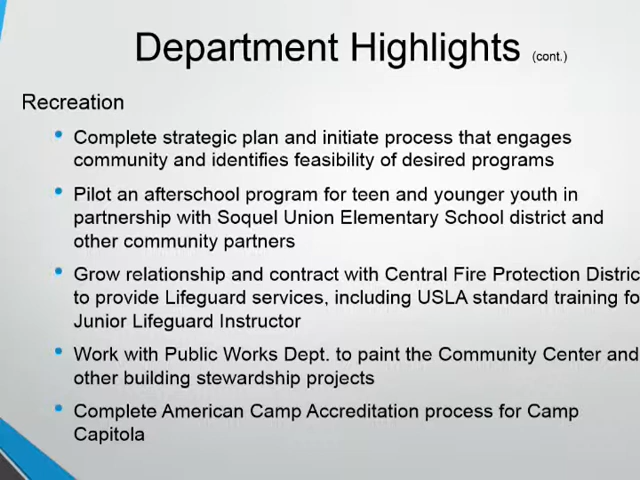 Department Highlights (cont.)
Recreation
• Complete strategic plan and initiate process that engages
community and identifies feasibility of desired programs
• Pilot an afterschool program for teen and younger youth in
partnership with Soquel Union Elementary School district and
other community partners
• Grow relationship and contract with Central Fire Protection Distric
to provide Lifeguard services, including USLA standard training fo
Junior Lifeguard Instructor
• Work with Public Works Dept. to paint the Community Center and
other building stewardship projects
• Complete American Camp Accreditation process for Camp
Capitola